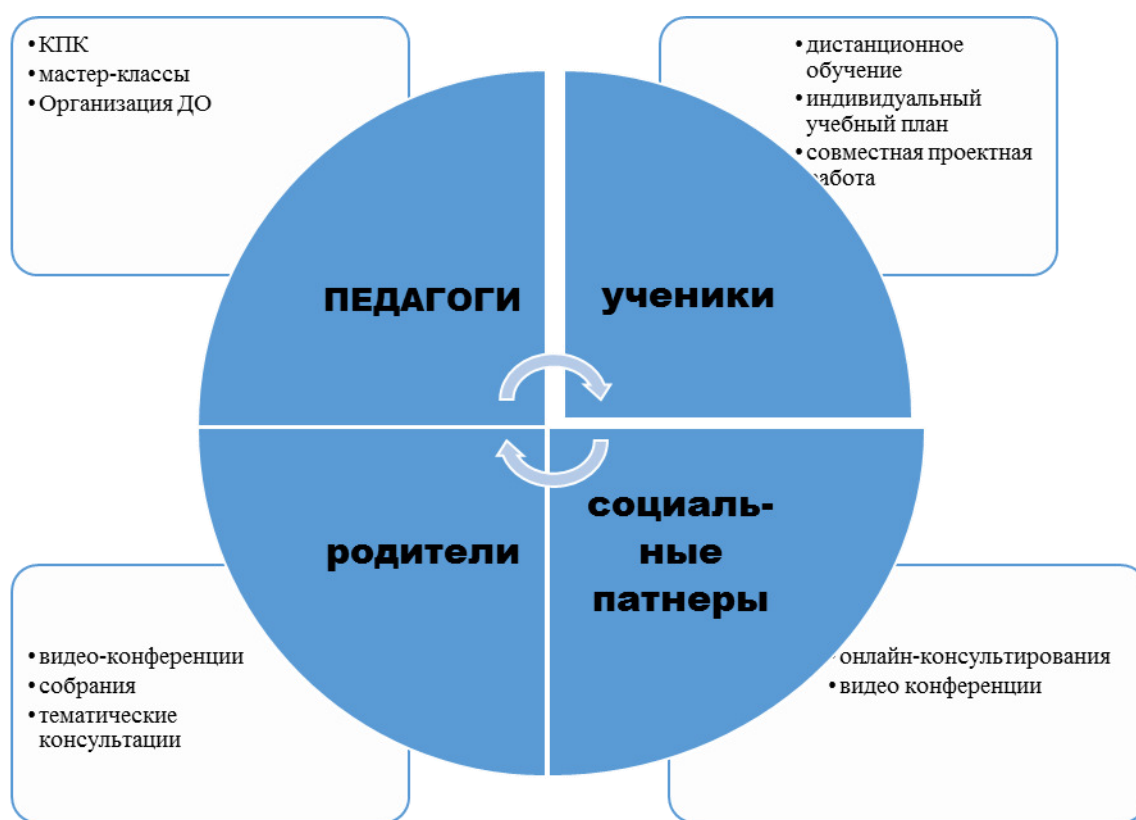 • КПК
• мастер-классы
• Организация ДО
• дистанционное
обучение
• индивидуальный
учебный план
• совместная проектная
работа
ПЕДАГОГИ
ученики
родители
социаль-
ные
патнеры
• видео-конференции
• собрания
• тематические
консультации
• онлайн-консультирования
• видео конференции